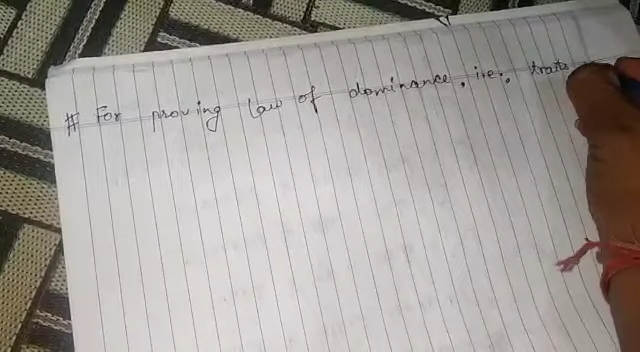 # For proving law of dominance, i.e., traits